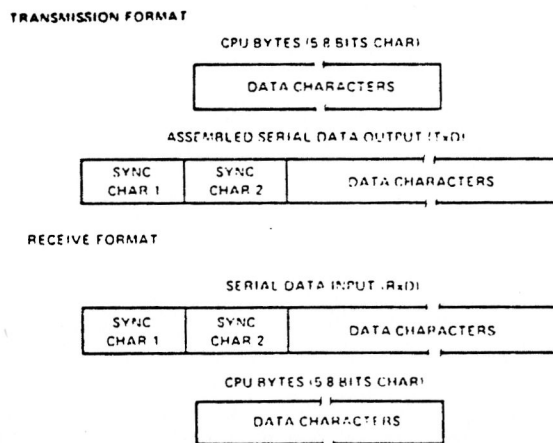 TRANSMISSION FORMAT
CPU BYTES (5 8 BITS CHAR)
DATA CHARACTERS
ASSEMBLED SERIAL DATA OUTPUT (TxD)
SYNC CHAR 1
SYNC CHAR 2
DATA CHARACTERS
RECEIVE FORMAT
SERIAL DATA INPUT (RxD)
SYNC CHAR 1
SYNC CHAR 2
DATA CHARACTERS
CPU BYTES (5 8 BITS CHAR)
DATA CHARACTERS